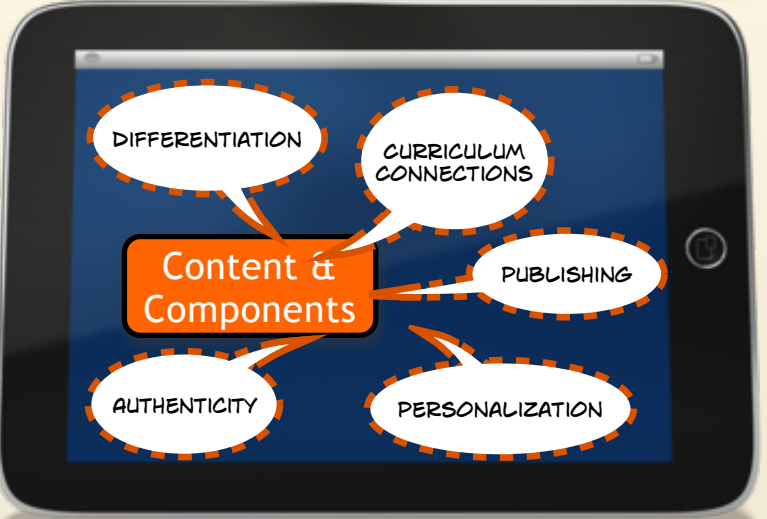 DIFFERENTIATION
CURRICULUM
CONNECTIONS
Content &
Components
PUBLISHING
AUTHENTICITY
PERSONALIZATION